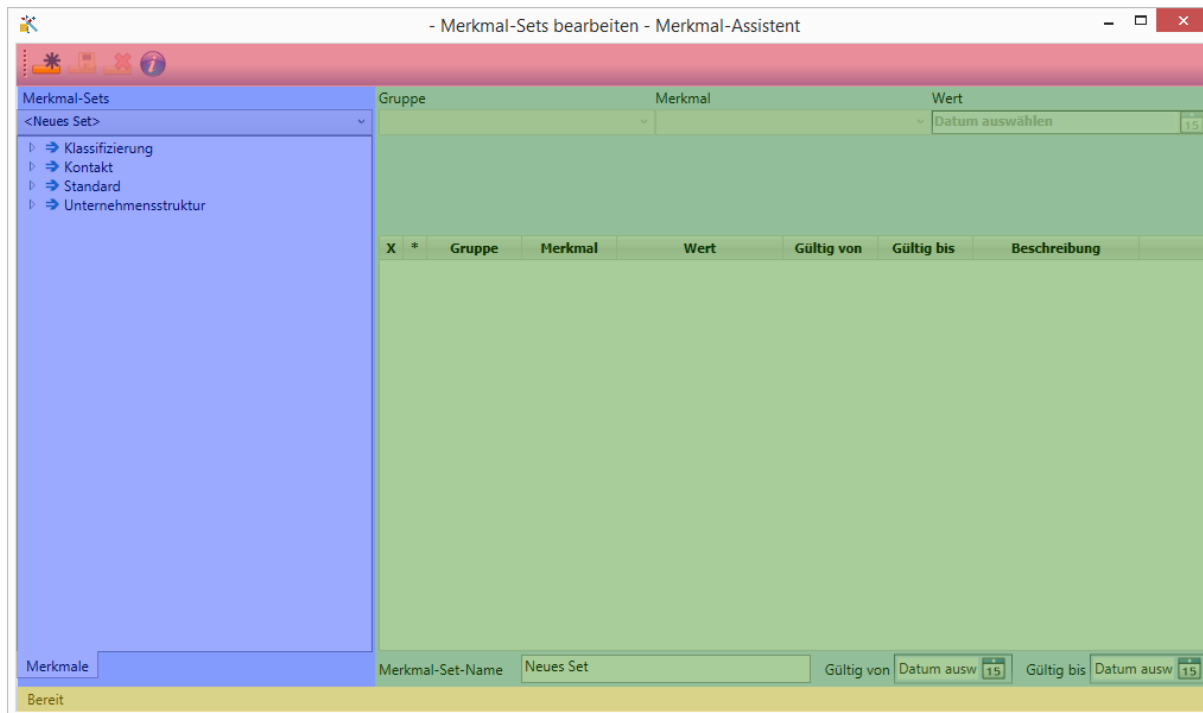 - Merkmal-Sets bearbeiten - Merkmal-Assistent
Merkmal-Sets
<Neues Set>
Klassifizierung
Kontakt
Standard
Unternehmensstruktur
Merkmale
Gruppe Merkmal Wert
Datum auswählen 15
X * Gruppe Merkmal Wert Gültig von Gültig bis Beschreibung
Merkmal-Set-Name Neues Set Gültig von Datum ausw 15 Gültig bis Datum ausw 15
Bereit